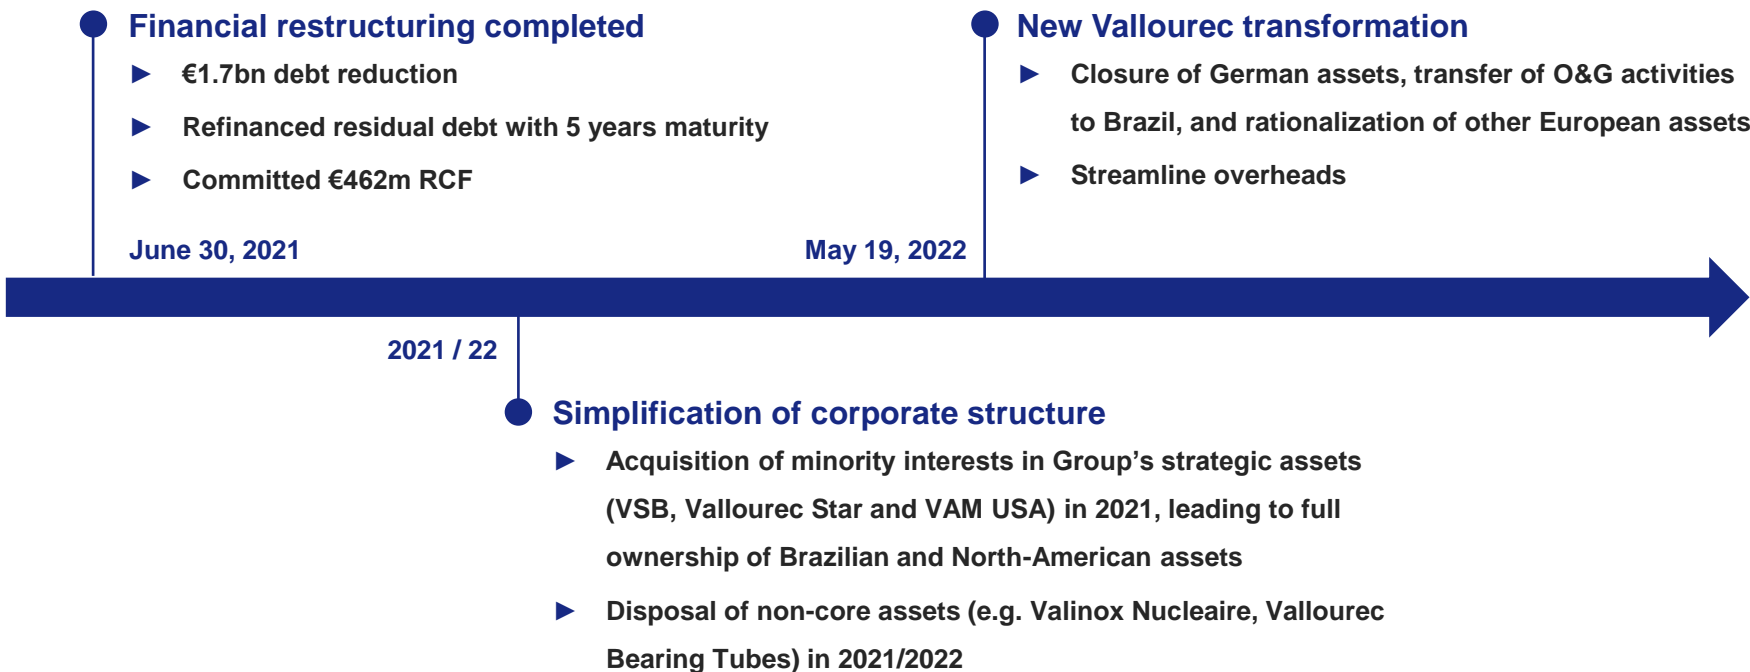 Financial restructuring completed
► €1.7bn debt reduction
► Refinanced residual debt with 5 years maturity
► Committed €462m RCF
June 30, 2021
New Vallourec transformation
► Closure of German assets, transfer of O&G activities
to Brazil, and rationalization of other European assets
► Streamline overheads
May 19, 2022
2021 / 22
Simplification of corporate structure
► Acquisition of minority interests in Group’s strategic assets
(VSB, Vallourec Star and VAM USA) in 2021, leading to full
ownership of Brazilian and North-American assets
► Disposal of non-core assets (e.g. Valinox Nucleaire, Vallourec
Bearing Tubes) in 2021/2022